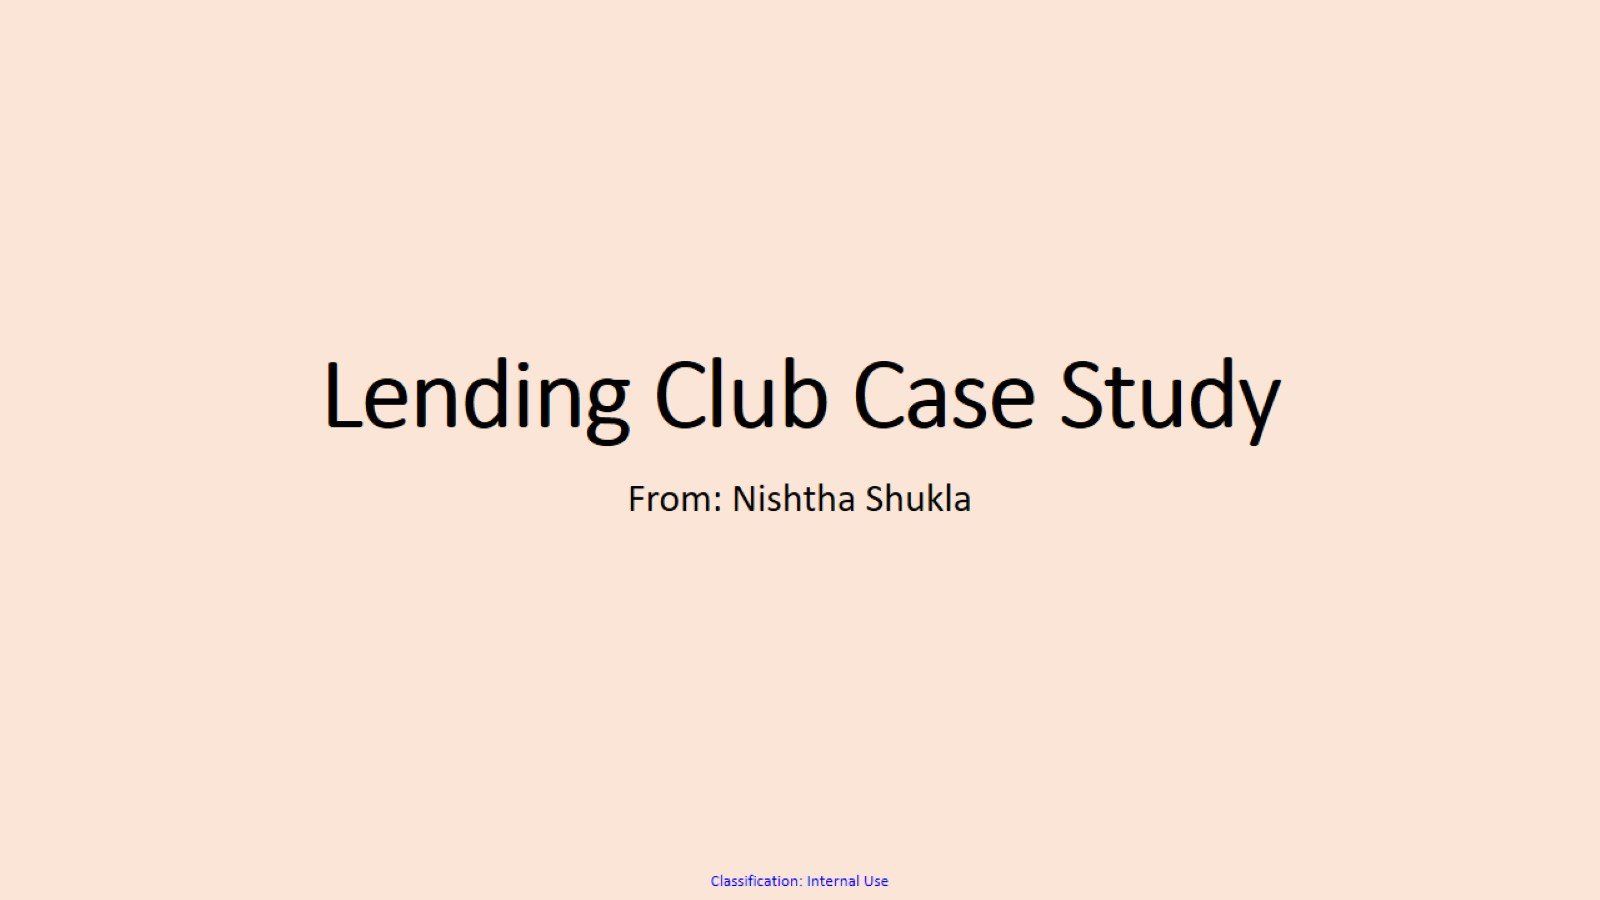 Lending Club Case Study
From: Nishtha Shukla
Classification: Internal Use